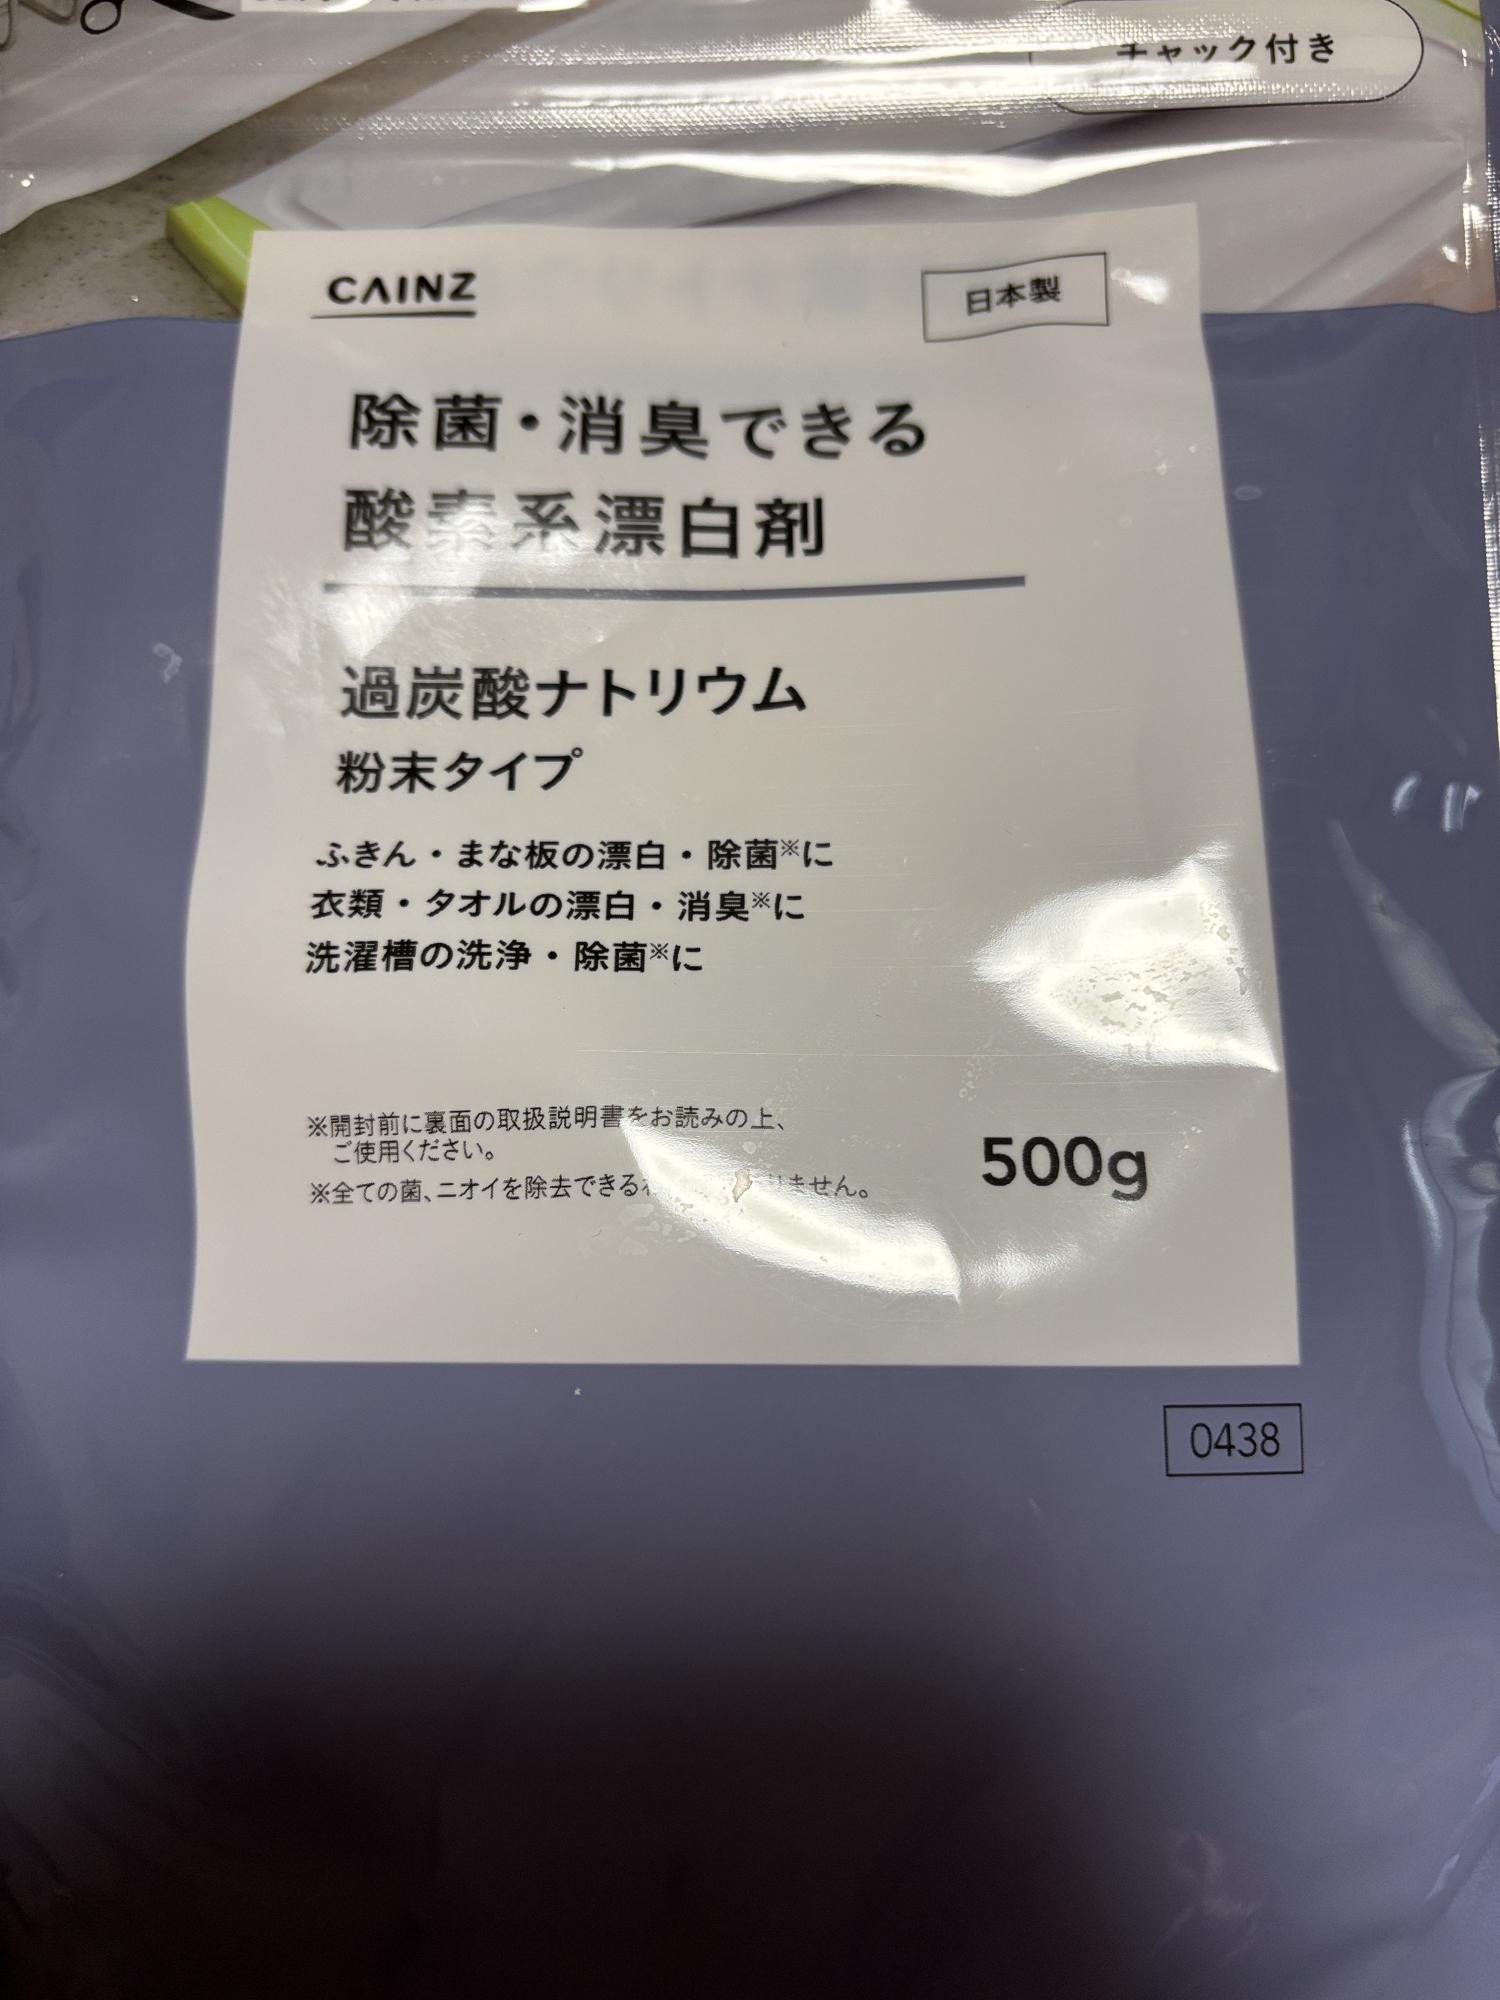 チャック付き
CAINZ
日本製
除菌・消臭できる
酸素系漂白剤
過炭酸ナトリウム
粉末タイプ
ふきん・まな板の漂白・除菌※に
衣類・タオルの漂白・消臭※に
洗濯槽の洗浄・除菌※に
※開封前に裏面の取扱説明書をお読みの上、
ご使用ください。
※全ての菌、ニオイを除去できる りません。
500g
0438